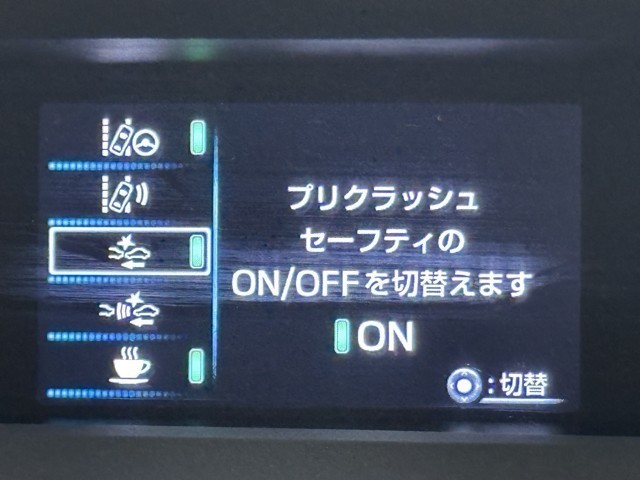 プリクラッシュ
セーフティの
ON/OFFを切替えます
ON
:切替